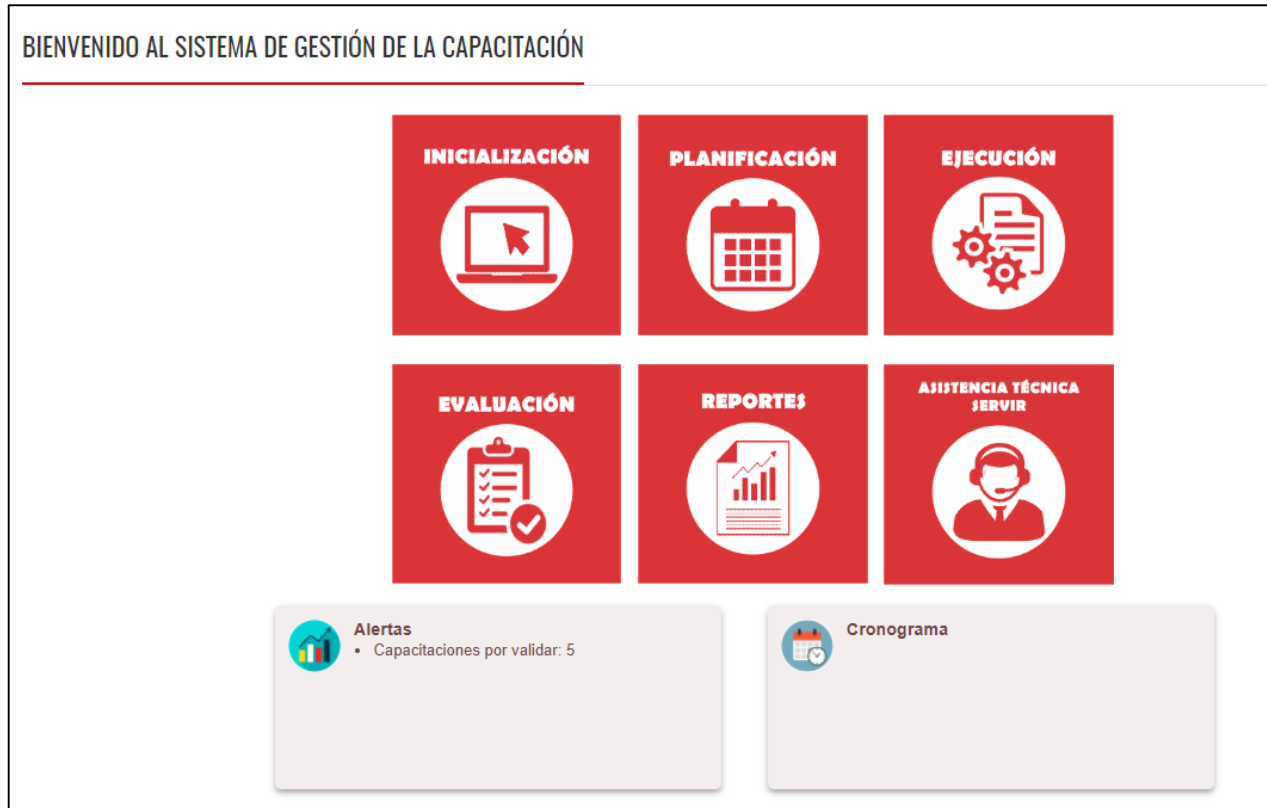 BIENVENIDO AL SISTEMA DE GESTIÓN DE LA CAPACITACIÓN
INICIALIZACIÓN
PLANIFICACIÓN
EJECUCIÓN
EVALUACIÓN
REPORTES
ASISTENCIA TÉCNICA
SERVIR
Alertas
• Capacitaciones por validar: 5
Cronograma